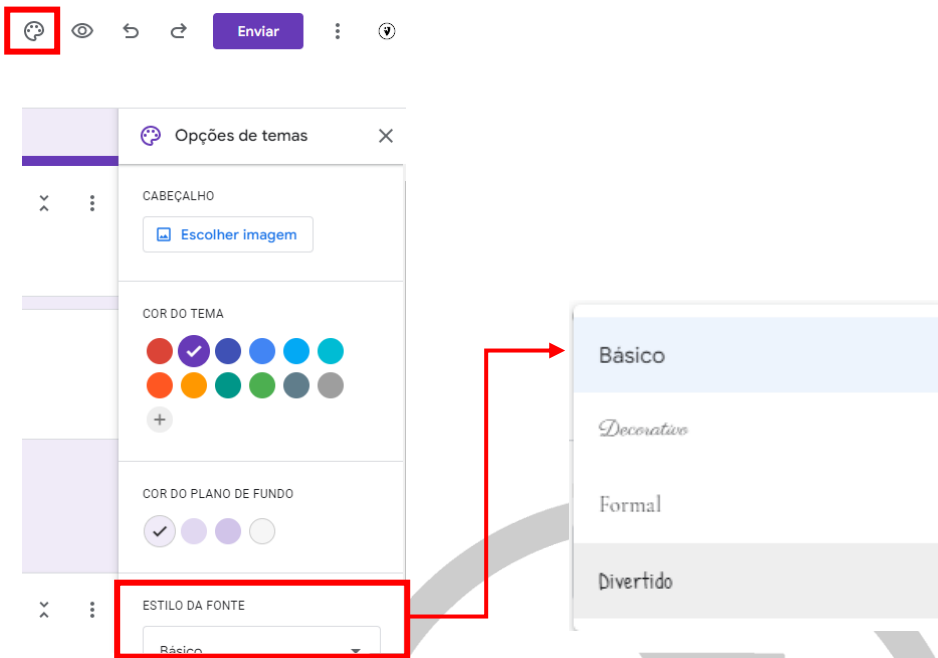 Enviar
Opções de temas
CABEÇALHO
Escolher imagem
COR DO TEMA
COR DO PLANO DE FUNDO
ESTILO DA FONTE
Básico
Básico
Decorativo
Formal
Divertido